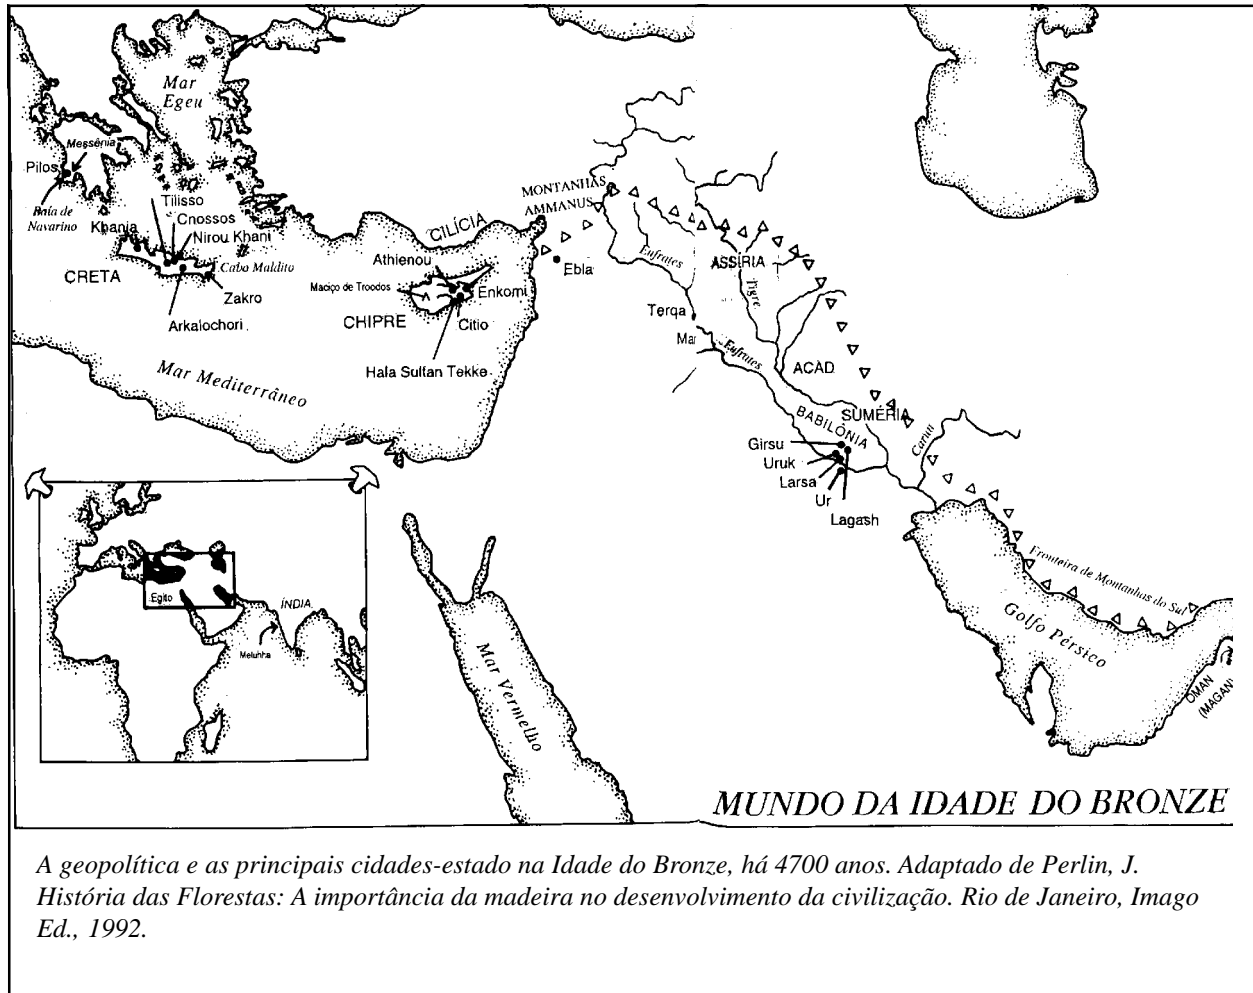 Mar
Egeu
Messênia
Pilos
Baía de
Navarino
Tilisso
Cnossos
Nirou Khani
Khania
CRETA
Cabo Maldito
Zakro
Arkalochori
MONTANHAS
AMMANUS
CILÍCIA
Athienou
Maciço de Troodos
Enkomi
CHIPRE
Citio
Hala Sultan Tekke
Ebla
Mar Mediterrâneo
Eufrates
ASSÍRIA
Tigre
Terqa
Mar
Eufrates
ACAD
BABILÔNIA
SUMÉRIA
Girsu
Uruk
Larsa
Ur
Lagash
Fronteira de Montanhas do Sul
Golfo Pérsico
OMAN
(MAGAN)
Mar Vermelho
Egito
ÍNDIA
Meluhha
MUNDO DA IDADE DO BRONZE
A geopolítica e as principais cidades-estado na Idade do Bronze, há 4700 anos. Adaptado de Perlin, J.
História das Florestas: A importância da madeira no desenvolvimento da civilização. Rio de Janeiro, Imago
Ed., 1992.